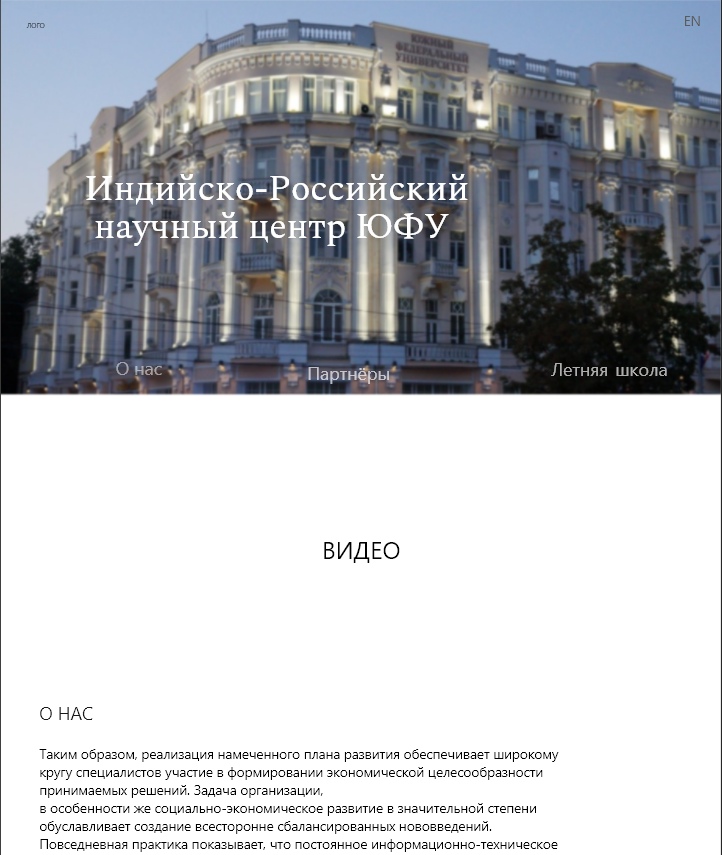 лого
EN
ЮЖНЫЙ
ФЕДЕРАЛЬНЫЙ
УНИВЕРСИТЕТ
Индийско-Российский
научный центр ЮФУ
О нас
Партнёры
Летняя школа
ВИДЕО
О НАС
Таким образом, реализация намеченного плана развития обеспечивает широкому
кругу специалистов участие в формировании экономической целесообразности
принимаемых решений. Задача организации,
в особенности же социально-экономическое развитие в значительной степени
обуславливает создание всесторонне сбалансированных нововведений.
Повседневная практика показывает, что постоянное информационно-техническое